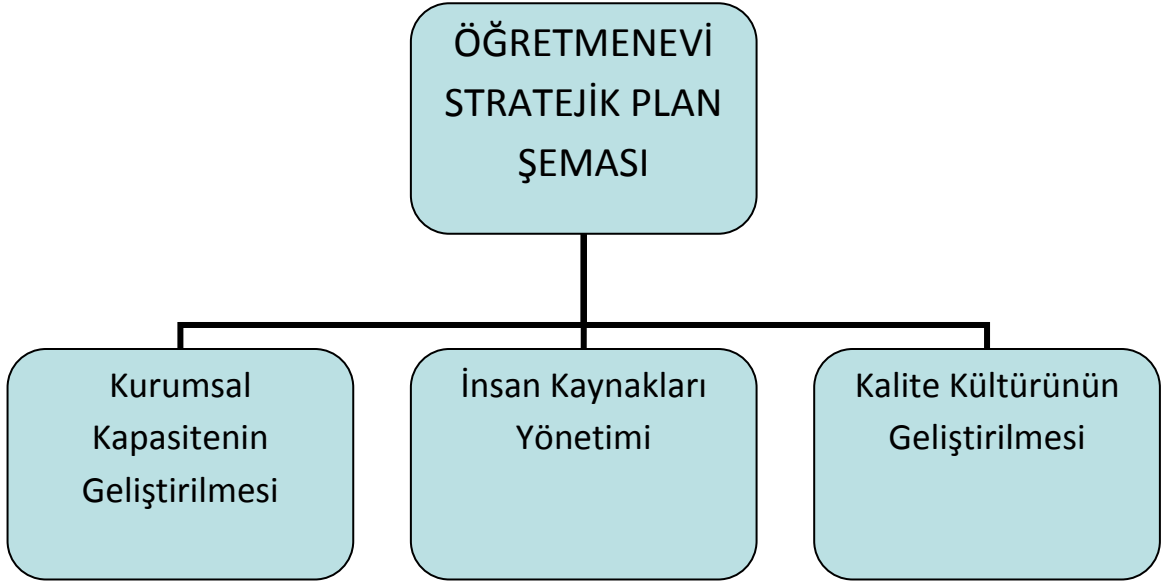 ÖĞRETMENEVİ
STRATEJİK PLAN
ŞEMASI
Kurumsal
Kapasitenin
Geliştirilmesi
İnsan Kaynakları
Yönetimi
Kalite Kültürünün
Geliştirilmesi